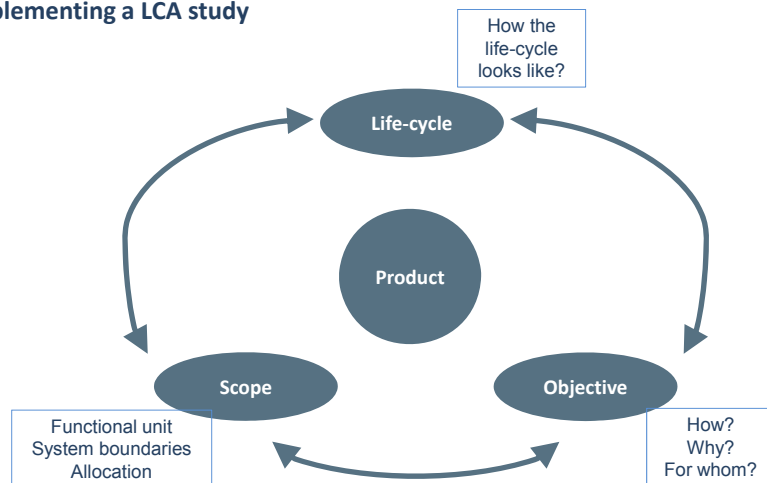 plementing a LCA study
How the
life-cycle
looks like?
Life-cycle
Product
Scope
Objective
Functional unit
System boundaries
Allocation
How?
Why?
For whom?